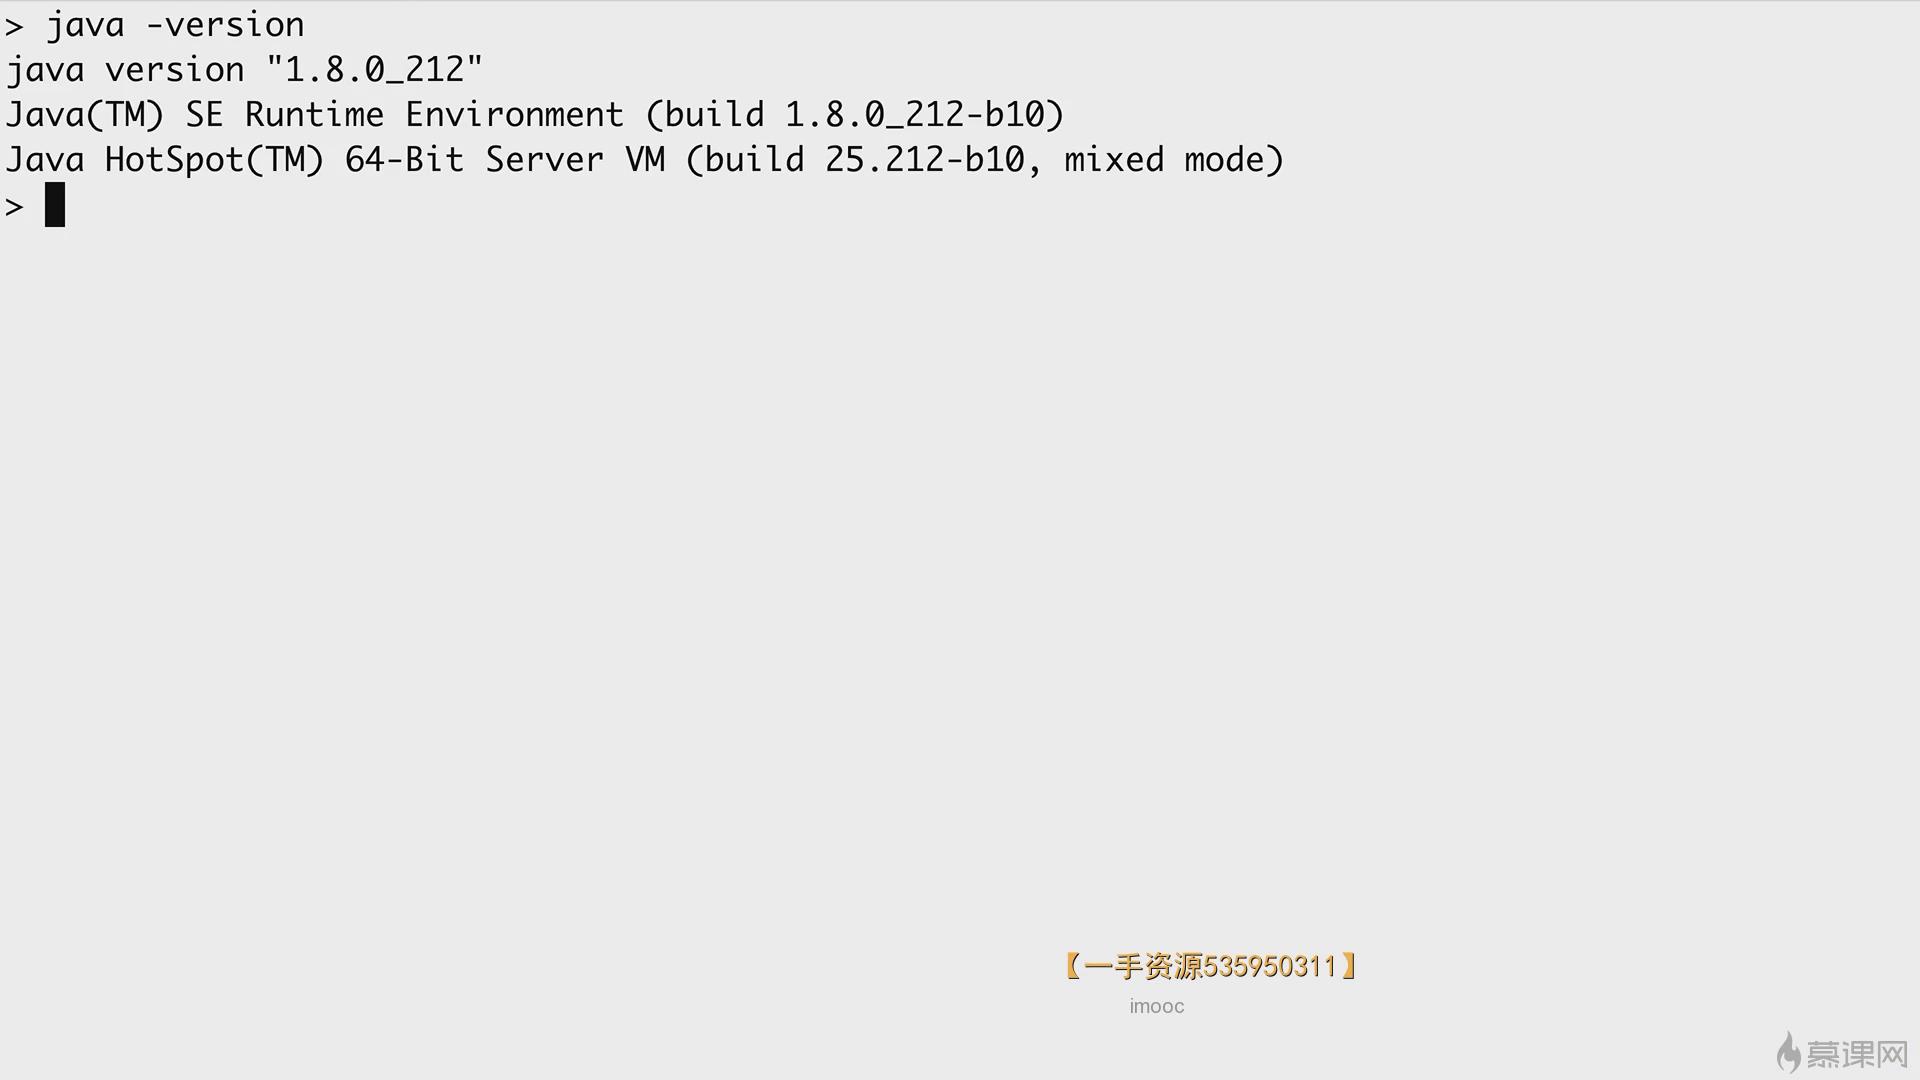 > java -version
java version "1.8.0_212"
Java(TM) SE Runtime Environment (build 1.8.0_212-b10)
Java HotSpot(TM) 64-Bit Server VM (build 25.212-b10, mixed mode)
>
【一手资源535950311】
imooc
慕课网